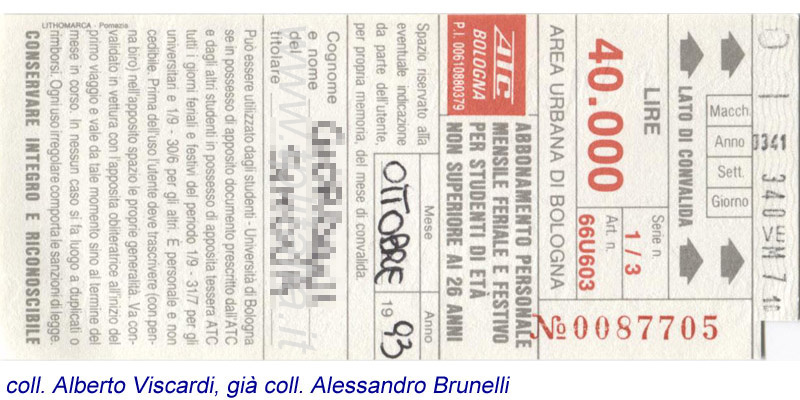 LATO DI CONVALIDA
Macch.
Anno
Sett.
Giorno
0341
LIRE
40.000
Serie n.
1/3
Art. n.
66U603
AREA URBANA DI BOLOGNA
ATC
BOLOGNA
P.I. 00610880379
ABBONAMENTO PERSONALE
MENSILE FERIALE E FESTIVO
PER STUDENTI DI ETÀ
NON SUPERIORE AI 26 ANNI
№ 0087705
Spazio riservato alla
eventuale indicazione
da parte dell'utente,
per propria memoria, del mese di convalida.
Mese
Anno
OTTOBRE
1993
Cognome
e nome
del
titolare
Può essere utilizzato dagli studenti - Università di Bologna
se in possesso di apposito documento prescritto dall'ATC
e dagli altri studenti in possesso di apposita tessera ATC
tutti i giorni feriali e festivi del periodo 1/9 - 31/7 per gli
universitari e 1/9 - 30/6 per gli altri. È personale e non
cedibile. Prima dell'uso l'utente deve trascrivere (con pen-
na biro) nell'apposito spazio le proprie generalità. Va con-
validato in vettura con l'apposita obliteratrice all'inizio del
primo viaggio e vale da tale momento sino al termine del
mese in corso. In nessun caso si fa luogo a duplicati o
rimborsi. Ogni uso irregolare comporta le sanzioni di legge.
CONSERVARE INTEGRO E RICONOSCIBILE
LITHOMARCA - Pomezia
coll. Alberto Viscardi, già coll. Alessandro Brunelli